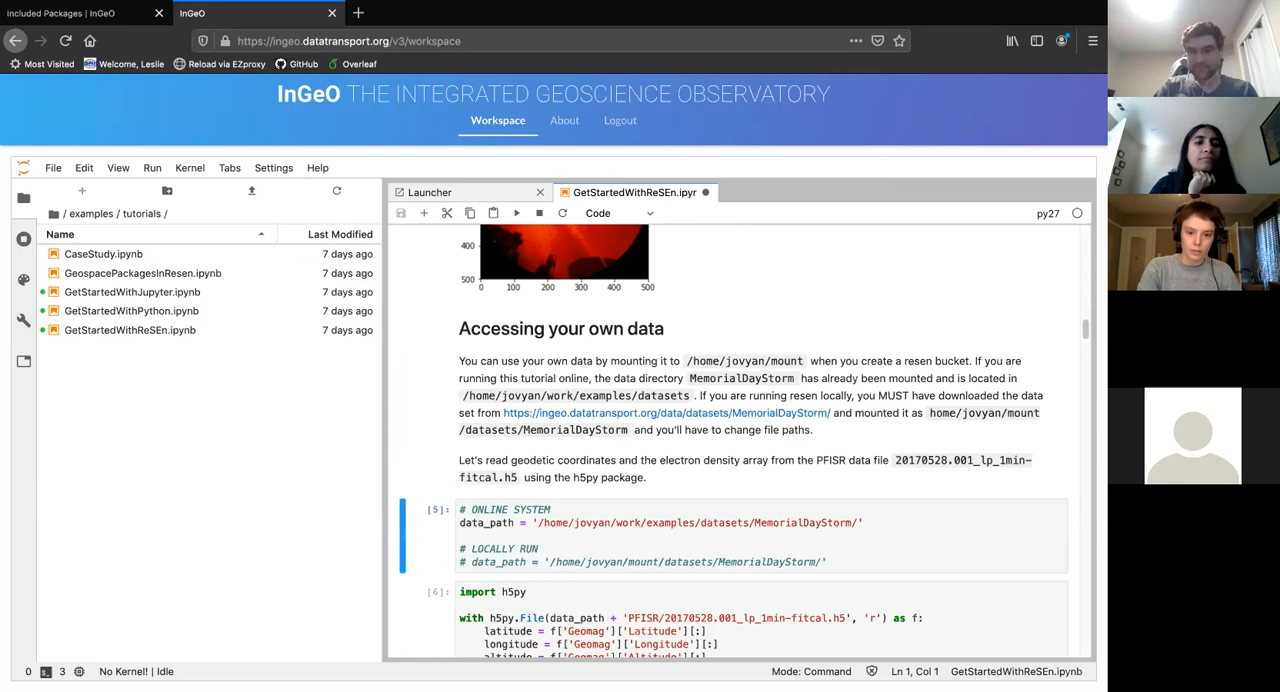 Included Packages | InGeO
InGeO
https://ingeo.datatransport.org/v3/workspace
Most Visited
Welcome, Leslie
Reload via EZproxy
GitHub
Overleaf
InGeO THE INTEGRATED GEOSCIENCE OBSERVATORY
Workspace
About
Logout
File Edit View Run Kernel Tabs Settings Help
/ examples / tutorials /
Name
Last Modified
CaseStudy.ipynb 7 days ago
GeospacePackagesInResen.ipynb 7 days ago
GetStartedWithJupyter.ipynb 7 days ago
GetStartedWithPython.ipynb 7 days ago
GetStartedWithReSEn.ipynb 7 days ago
Launcher
GetStartedWithReSEn.ipyr
Code
py27
400
500
0 100 200 300 400 500
Accessing your own data
You can use your own data by mounting it to /home/jovyan/mount when you create a resen bucket. If you are
running this tutorial online, the data directory MemorialDayStorm has already been mounted and is located in
/home/jovyan/work/examples/datasets . If you are running resen locally, you MUST have downloaded the data
set from https://ingeo.datatransport.org/data/datasets/MemorialDayStorm/ and mounted it as home/jovyan/mount
/datasets/MemorialDayStorm and you'll have to change file paths.
Let's read geodetic coordinates and the electron density array from the PFISR data file 20170528.001_lp_1min-
fitcal.h5 using the h5py package.
[5]: # ONLINE SYSTEM
data_path = '/home/jovyan/work/examples/datasets/MemorialDayStorm/'
# LOCALLY RUN
# data_path = '/home/jovyan/mount/datasets/MemorialDayStorm/'
[6]: import h5py
with h5py.File(data_path + 'PFISR/20170528.001_lp_1min-fitcal.h5', 'r') as f:
latitude = f['Geomag']['Latitude'][:]
longitude = f['Geomag']['Longitude'][:]
altitude = f['Geomag']['Altitude'][:]
0
3
No Kernel! | Idle
Mode: Command
Ln 1, Col 1
GetStartedWithReSEn.ipynb